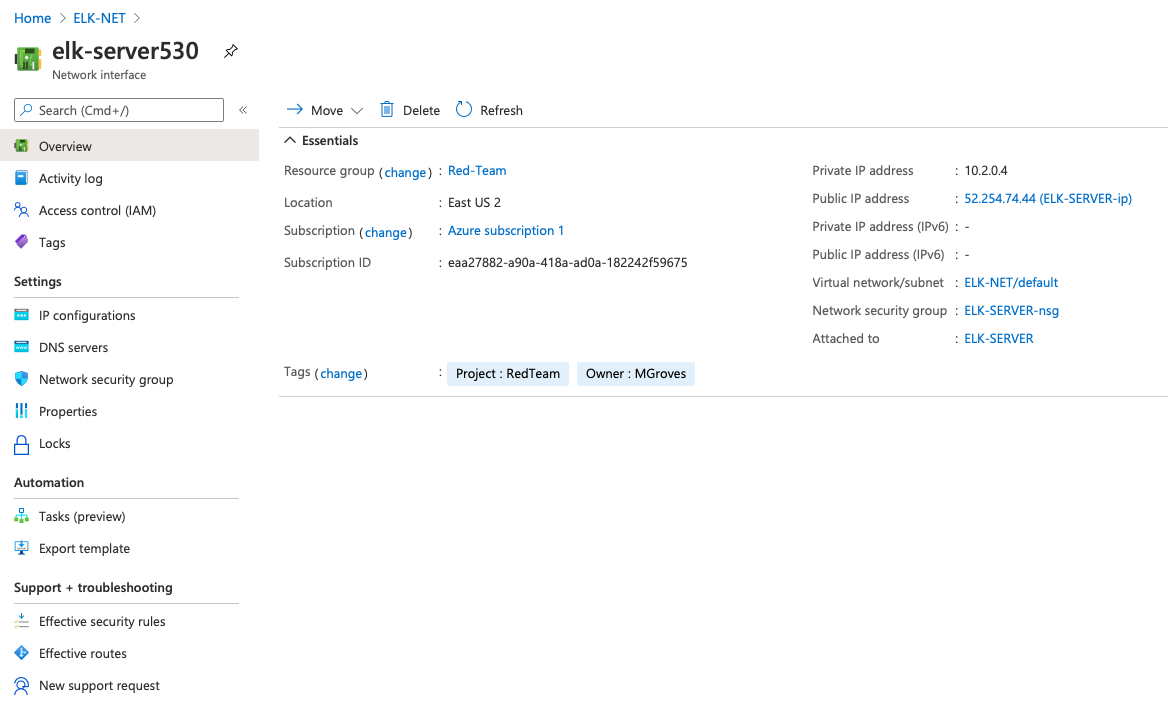 Home > ELK-NET >
elk-server530
Network interface
Search (Cmd+/)
«
Overview
Activity log
Access control (IAM)
Tags
Settings
IP configurations
DNS servers
Network security group
Properties
Locks
Automation
Tasks (preview)
Export template
Support + troubleshooting
Effective security rules
Effective routes
New support request
Move Delete Refresh
Essentials
Resource group (change) : Red-Team
Location : East US 2
Subscription (change) : Azure subscription 1
Subscription ID : eaa27882-a90a-418a-ad0a-182242f59675
Private IP address : 10.2.0.4
Public IP address : 52.254.74.44 (ELK-SERVER-ip)
Private IP address (IPv6) : -
Public IP address (IPv6) : -
Virtual network/subnet : ELK-NET/default
Network security group : ELK-SERVER-nsg
Attached to : ELK-SERVER
Tags (change) : Project : RedTeam Owner : MGroves